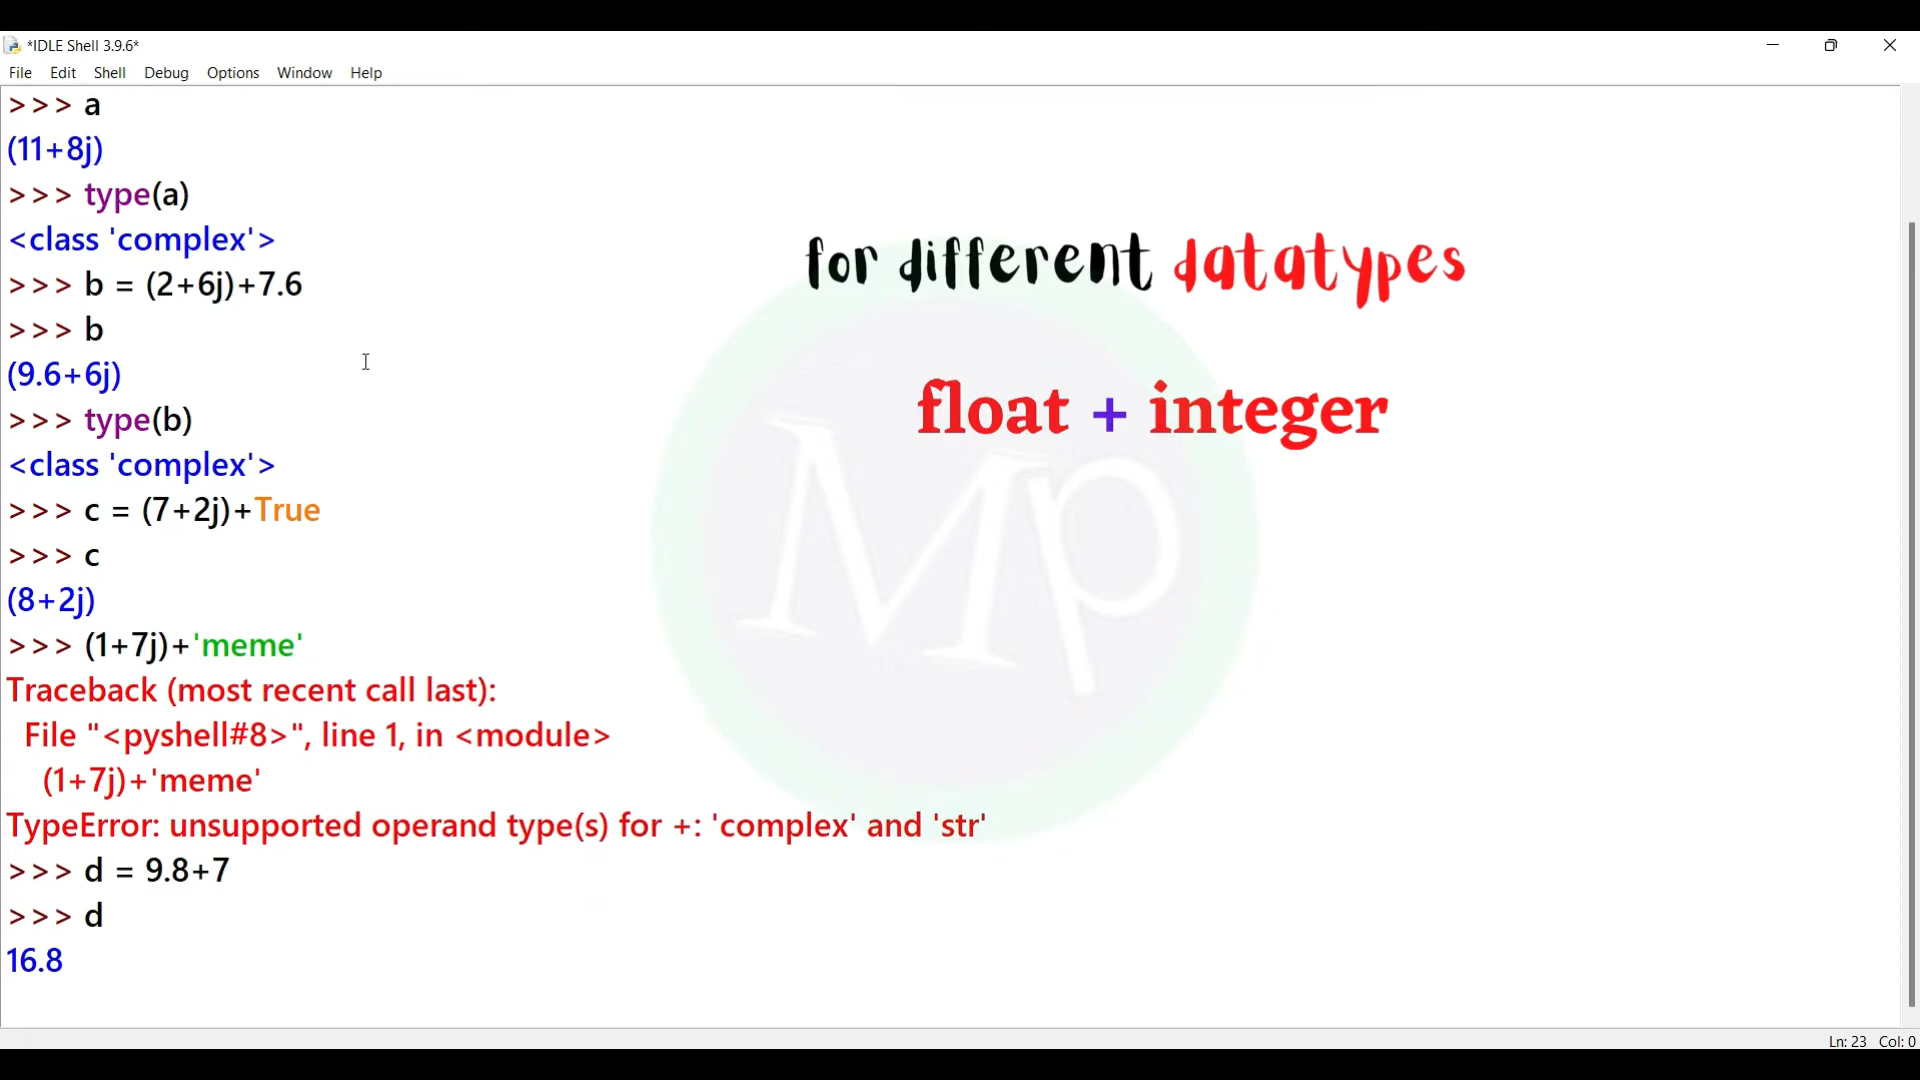 *IDLE Shell 3.9.6*
File Edit Shell Debug Options Window Help
>>> a
(11+8j)
>>> type(a)
<class 'complex'>
>>> b = (2+6j)+7.6
>>> b
(9.6+6j)
>>> type(b)
<class 'complex'>
>>> c = (7+2j)+True
>>> c
(8+2j)
>>> (1+7j)+'meme'
Traceback (most recent call last):
File "<pyshell#8>", line 1, in <module>
(1+7j)+'meme'
TypeError: unsupported operand type(s) for +: 'complex' and 'str'
>>> d = 9.8+7
>>> d
16.8
for different datatypes
float + integer
Mp
Ln: 23 Col: 0